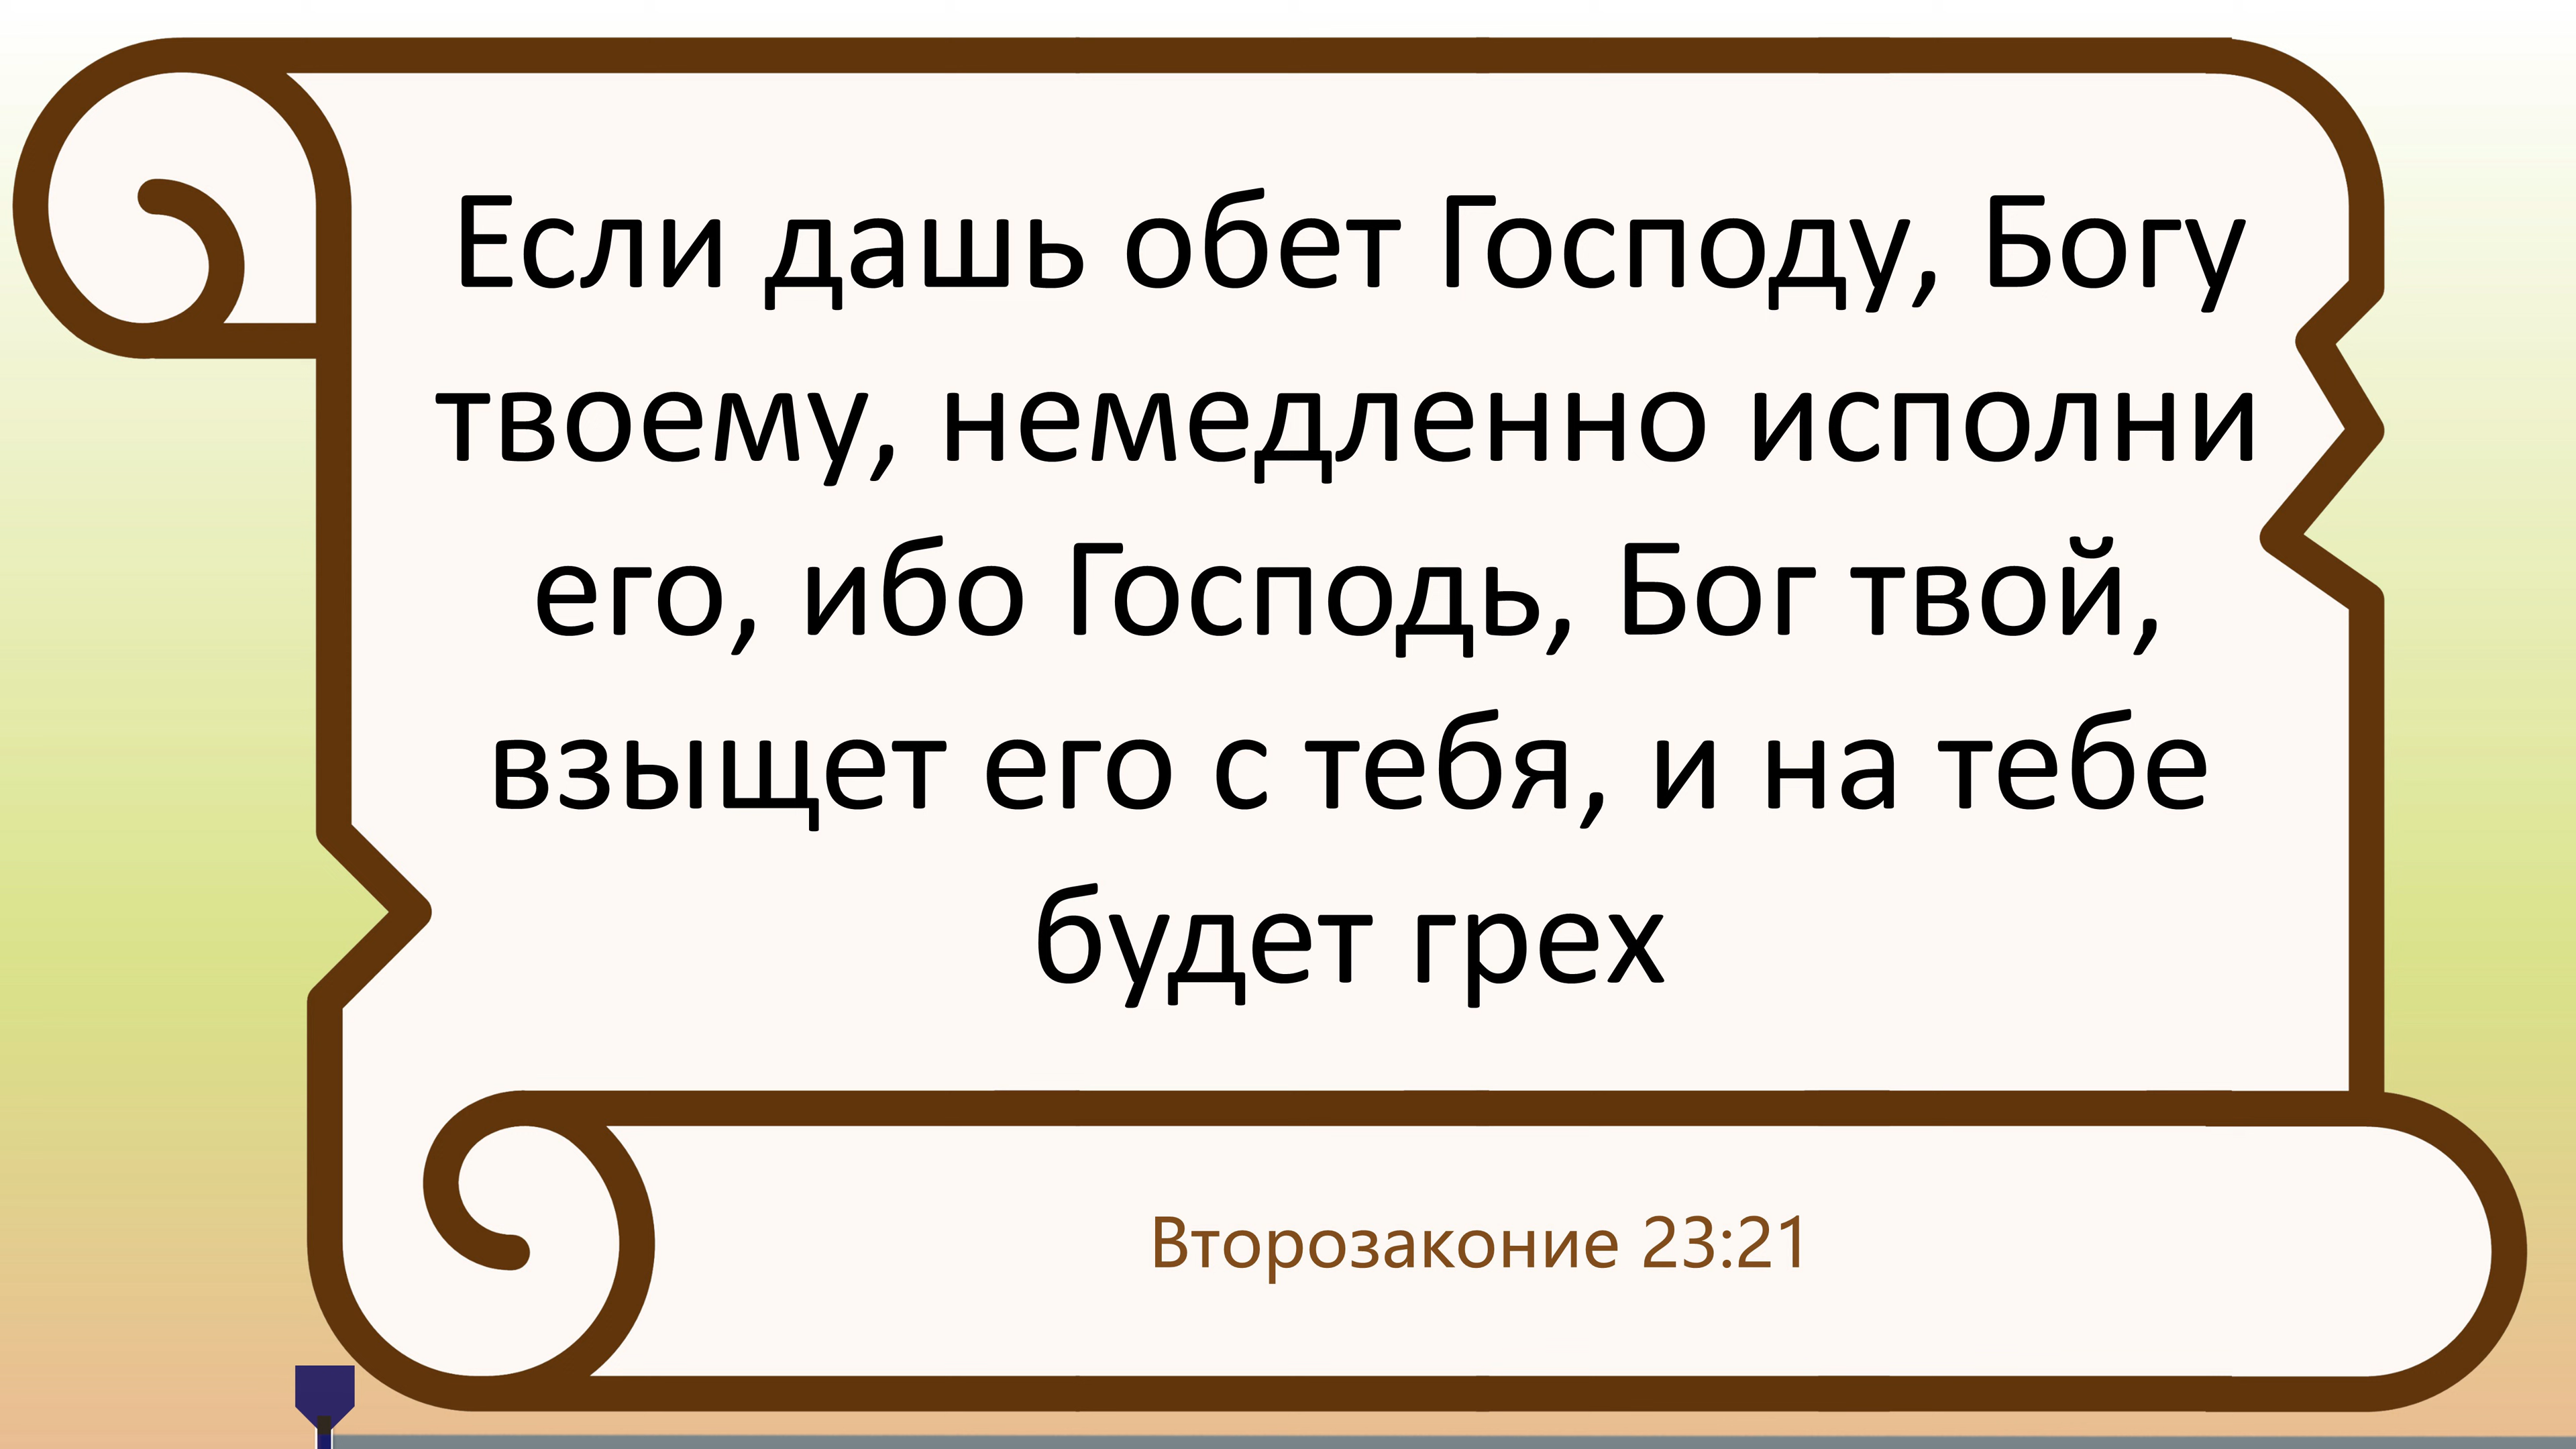 Если дашь обет Господу, Богу
твоему, немедленно исполни
его, ибо Господь, Бог твой,
взыщет его с тебя, и на тебе
будет грех
Второзаконие 23:21